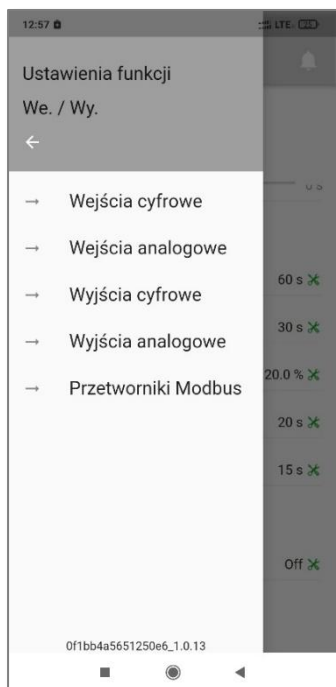 12:57 LTE
Ustawienia funkcji
We. / Wy.
Wejścia cyfrowe
Wejścia analogowe
60 s
Wyjścia cyfrowe
30 s
Wyjścia analogowe
20.0 %
Przetworniki Modbus
20 s
15 s
Off
0f1bb4a5651250e6_1.0.13